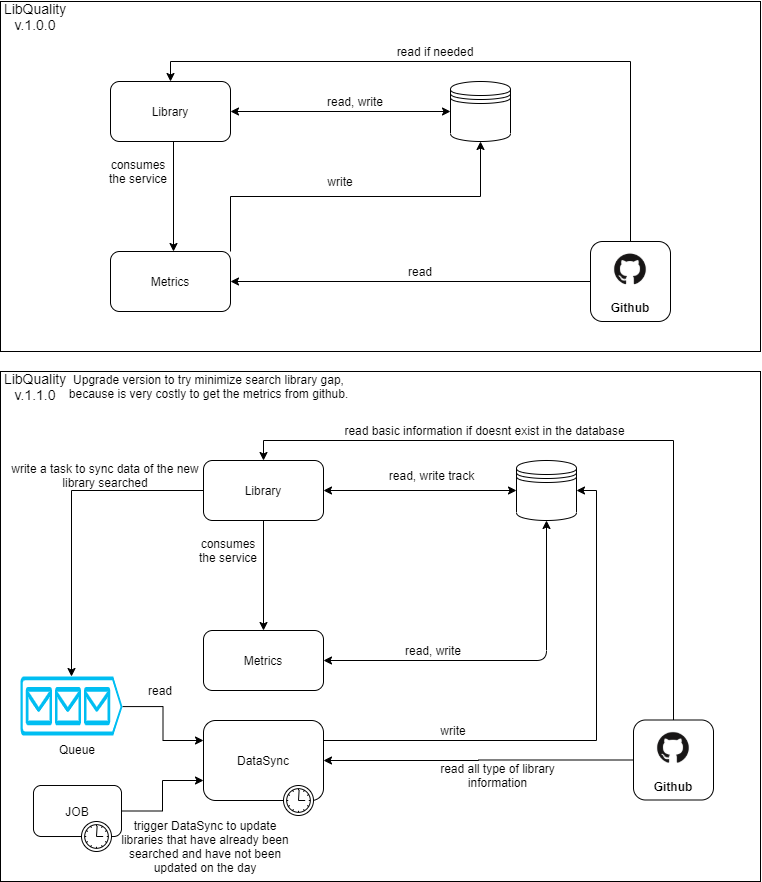 LibQuality
v.1.0.0
read if needed
Library
read, write
consumes
the service
write
Metrics
read
Github
LibQuality
v.1.1.0
Upgrade version to try minimize search library gap,
because is very costly to get the metrics from github.
read basic information if doesnt exist in the database
write a task to sync data of the new
library searched
Library
read, write track
consumes
the service
Metrics
read, write
read
Queue
write
DataSync
read all type of library
information
Github
JOB
trigger DataSync to update
libraries that have already been
searched and have not been
updated on the day